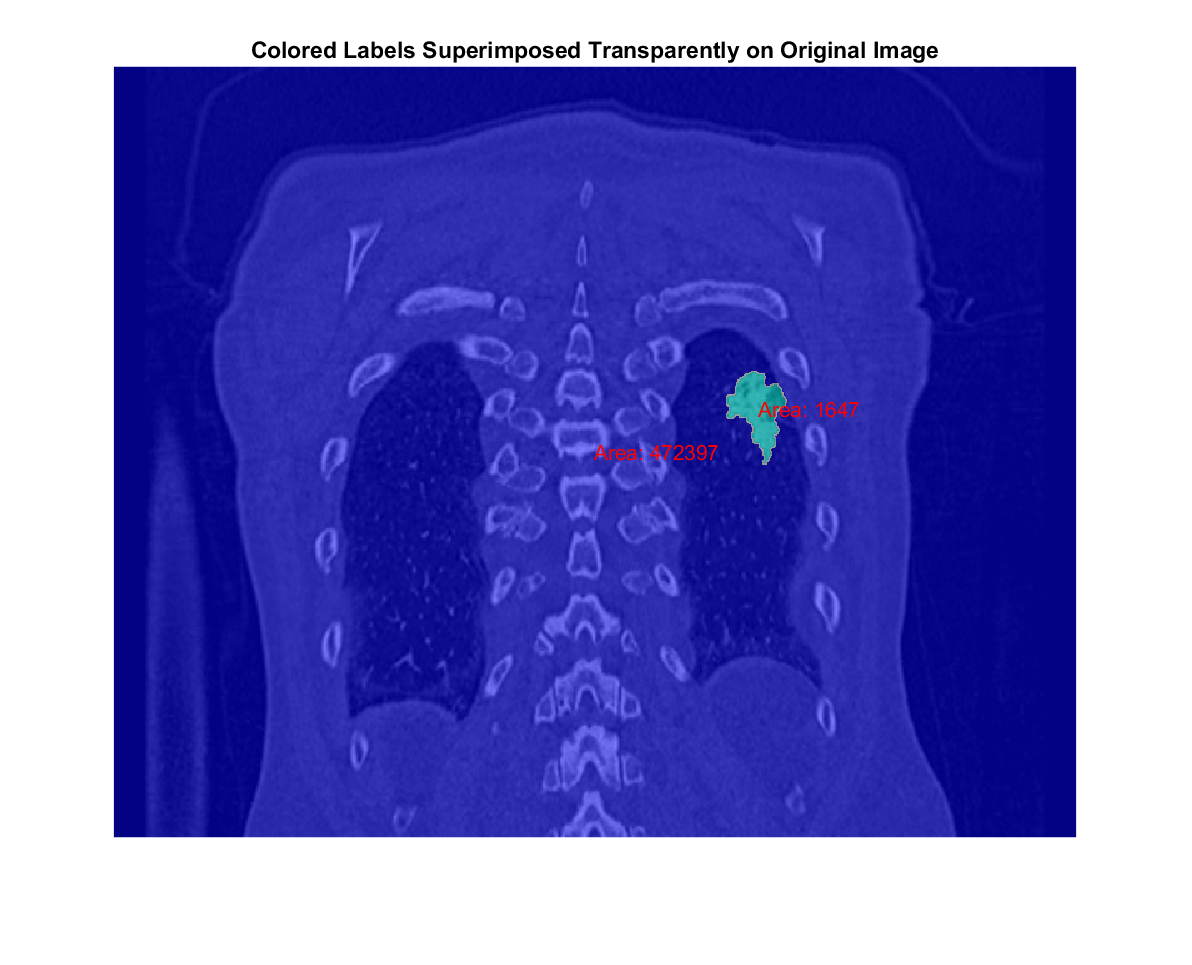 Colored Labels Superimposed Transparently on Original Image
Area: 1647
Area: 472397